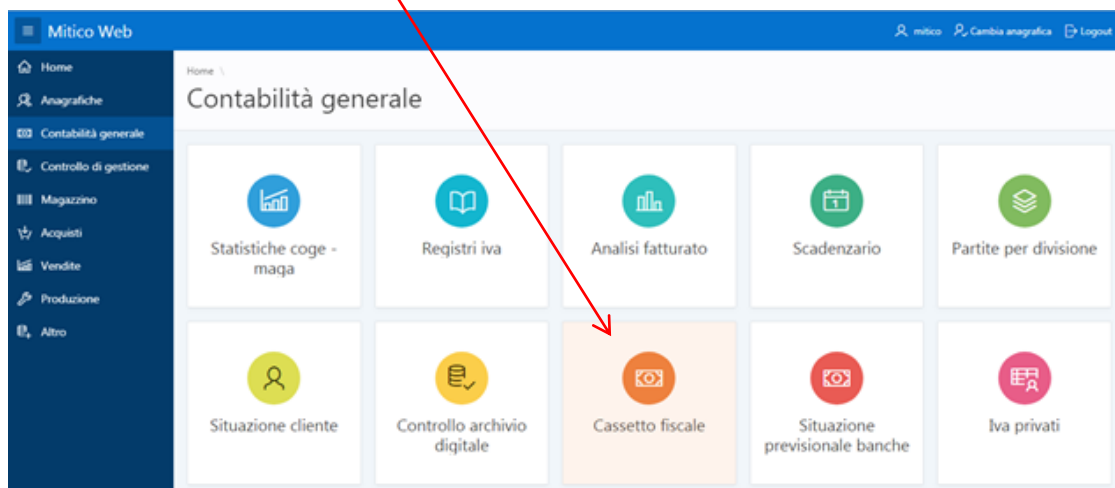 Mitico Web
mitico Cambia anagrafica Logout
Home
Anagrafiche
Contabilità generale
Controllo di gestione
Magazzino
Acquisti
Vendite
Produzione
Altro
Home \
Contabilità generale
Statistiche coge -
maga
Registri iva
Analisi fatturato
1
Scadenzario
Partite per divisione
Situazione cliente
Controllo archivio
digitale
Cassetto fiscale
Situazione
previsionale banche
Iva privati